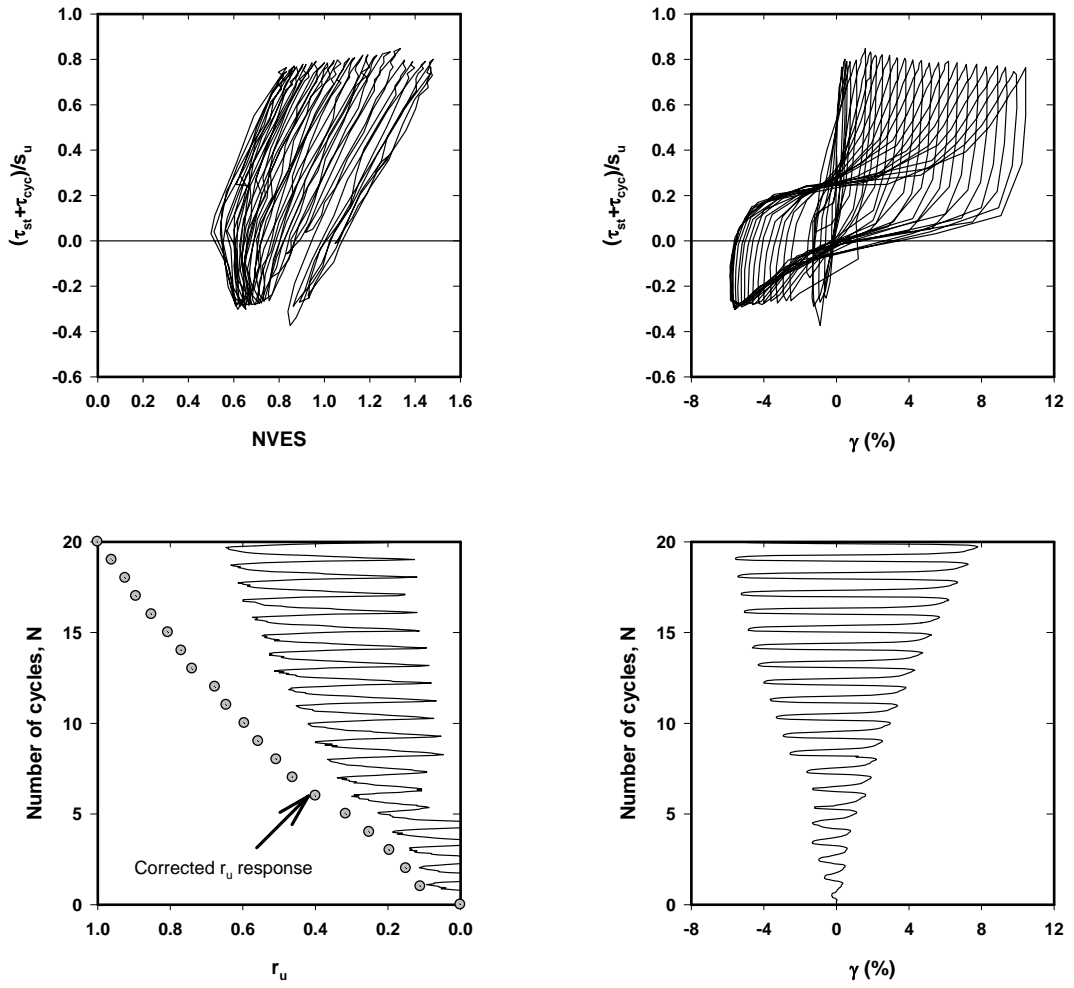 1.0
0.8
0.6
0.4
0.2
0.0
-0.2
-0.4
-0.6
(τst+τcyc)/su
0.0 0.2 0.4 0.6 0.8 1.0 1.2 1.4 1.6
NVES
1.0
0.8
0.6
0.4
0.2
0.0
-0.2
-0.4
-0.6
(τst+τcyc)/su
-8 -4 0 4 8 12
γ (%)
20
15
10
5
0
Number of cycles, N
Corrected ru response
1.0 0.8 0.6 0.4 0.2 0.0
ru
20
15
10
5
0
Number of cycles, N
-8 -4 0 4 8 12
γ (%)